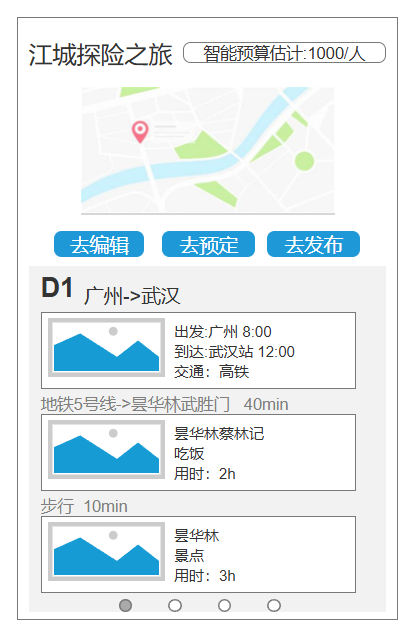 江城探险之旅
智能预算估计:1000/人
去编辑 去预定 去发布
D1 广州->武汉
出发:广州 8:00
到达:武汉站 12:00
交通：高铁
地铁5号线->昙华林武胜门 40min
昙华林蔡林记
吃饭
用时：2h
步行 10min
昙华林
景点
用时：3h